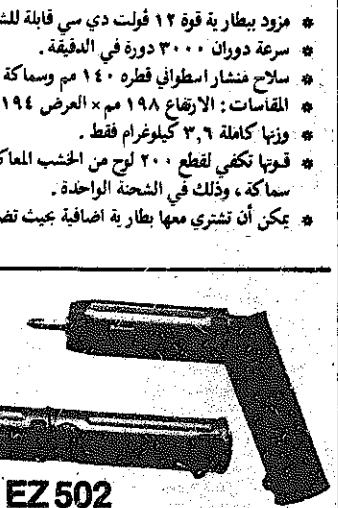 * مزود ببطارية قوة ١٢ ڤولت دي سي قابلة للش
* سرعة دوران ٣٠٠٠ دورة في الدقيقة .
* سلاح منشار اسطواني قطره ١٤٠ مم وسماكة
* المقاسات : الارتفاع ١٩٨ مم × العرض ١٩٤
* وزنها كاملة ٣,٦ كيلوغرام فقط .
* قوتها تكفي لقطع ٢٠٠ لوح من الخشب المعاك
سماكة ، وذلك في الشحنة الواحدة .
* يمكن أن تشتري معها بطارية اضافية بحيث تض
EZ 502